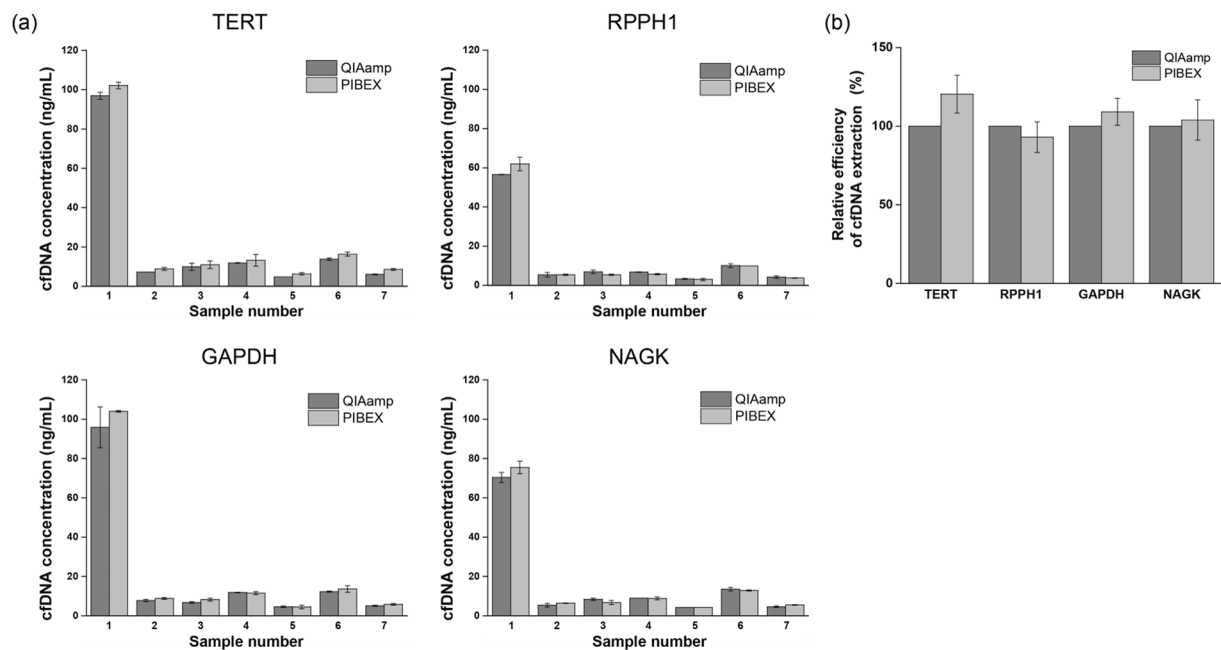 (a)
TERT
cfDNA concentration (ng/mL)
120
100
80
60
40
20
0
QIAamp
PIBEX
1 2 3 4 5 6 7
Sample number
RPPH1
cfDNA concentration (ng/mL)
120
100
80
60
40
20
0
QIAamp
PIBEX
1 2 3 4 5 6 7
Sample number
(b)
Relative efficiency
of cfDNA extraction (%)
150
100
50
0
QIAamp
PIBEX
TERT RPPH1 GAPDH NAGK
GAPDH
cfDNA concentration (ng/mL)
120
100
80
60
40
20
0
QIAamp
PIBEX
1 2 3 4 5 6 7
Sample number
NAGK
cfDNA concentration (ng/mL)
120
100
80
60
40
20
0
QIAamp
PIBEX
1 2 3 4 5 6 7
Sample number